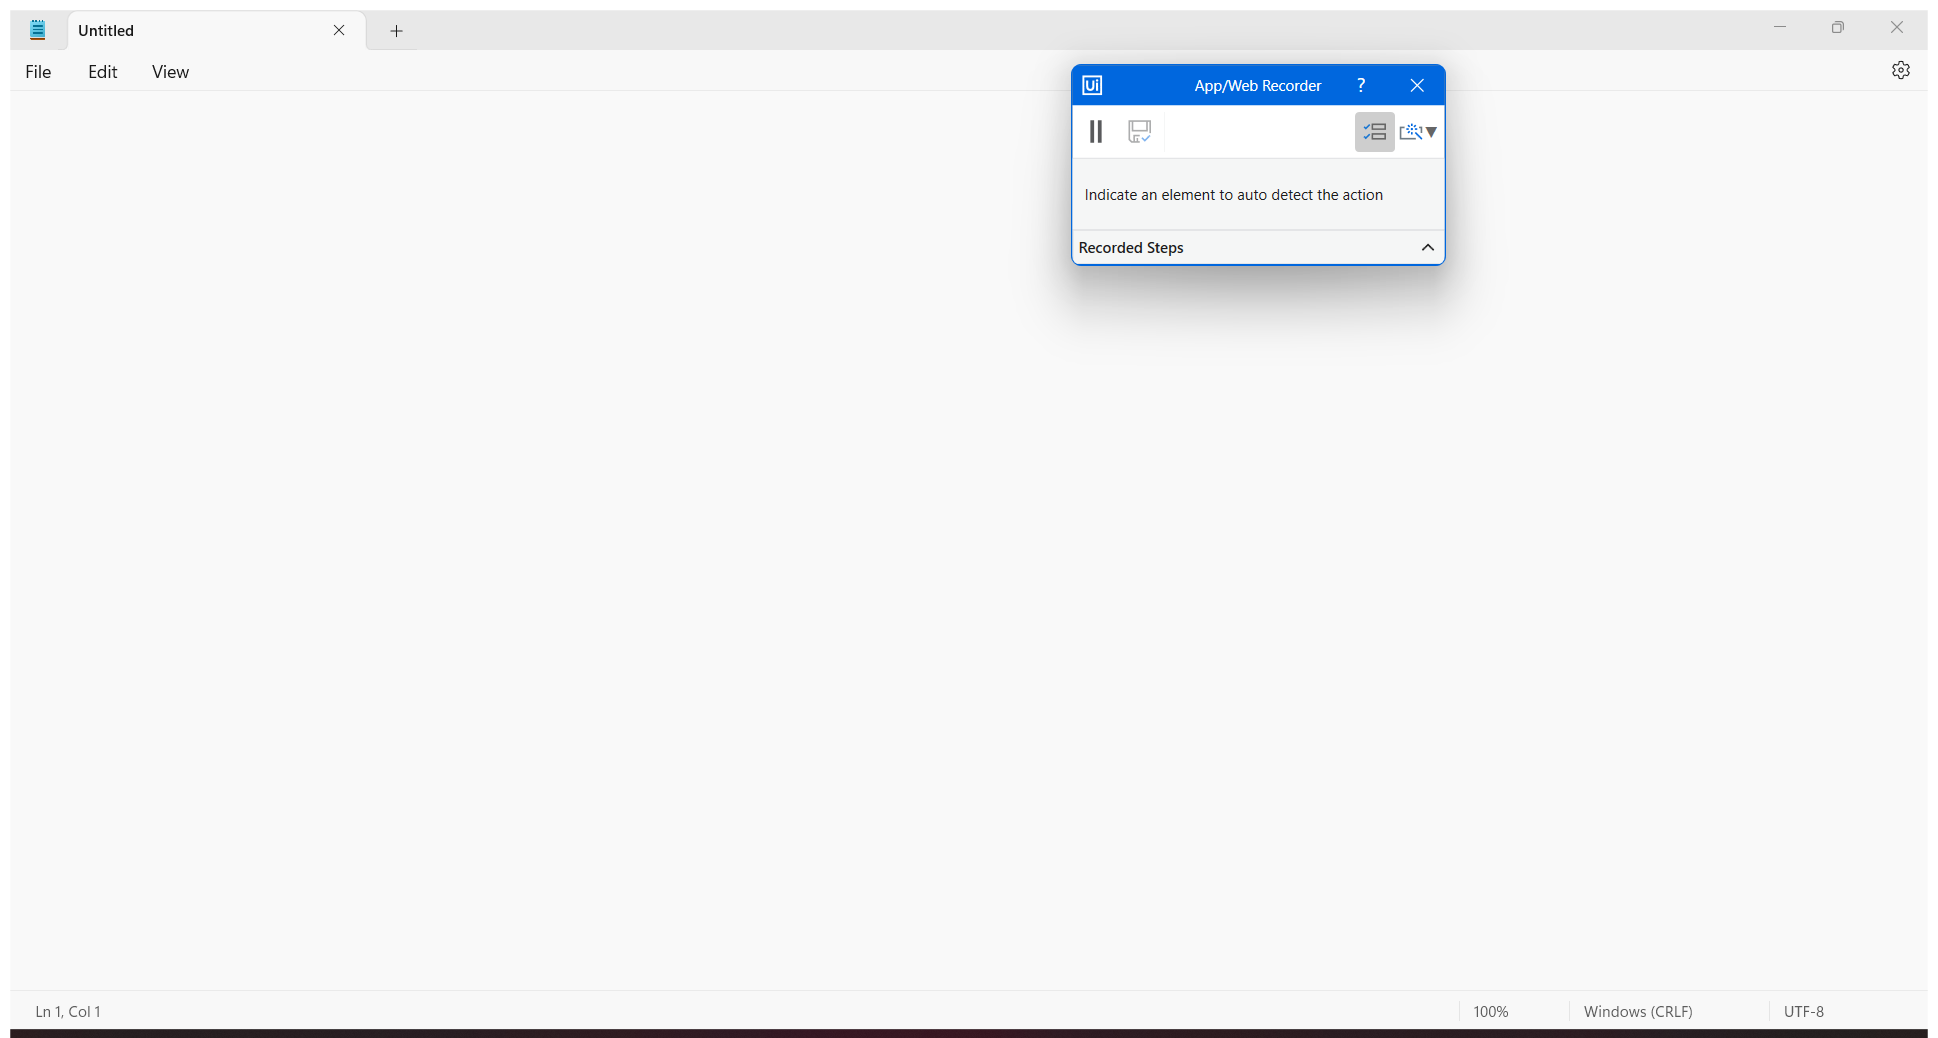 Untitled
File Edit View
Ui App/Web Recorder ?
Indicate an element to auto detect the action
Recorded Steps
Ln 1, Col 1 100% Windows (CRLF) UTF-8